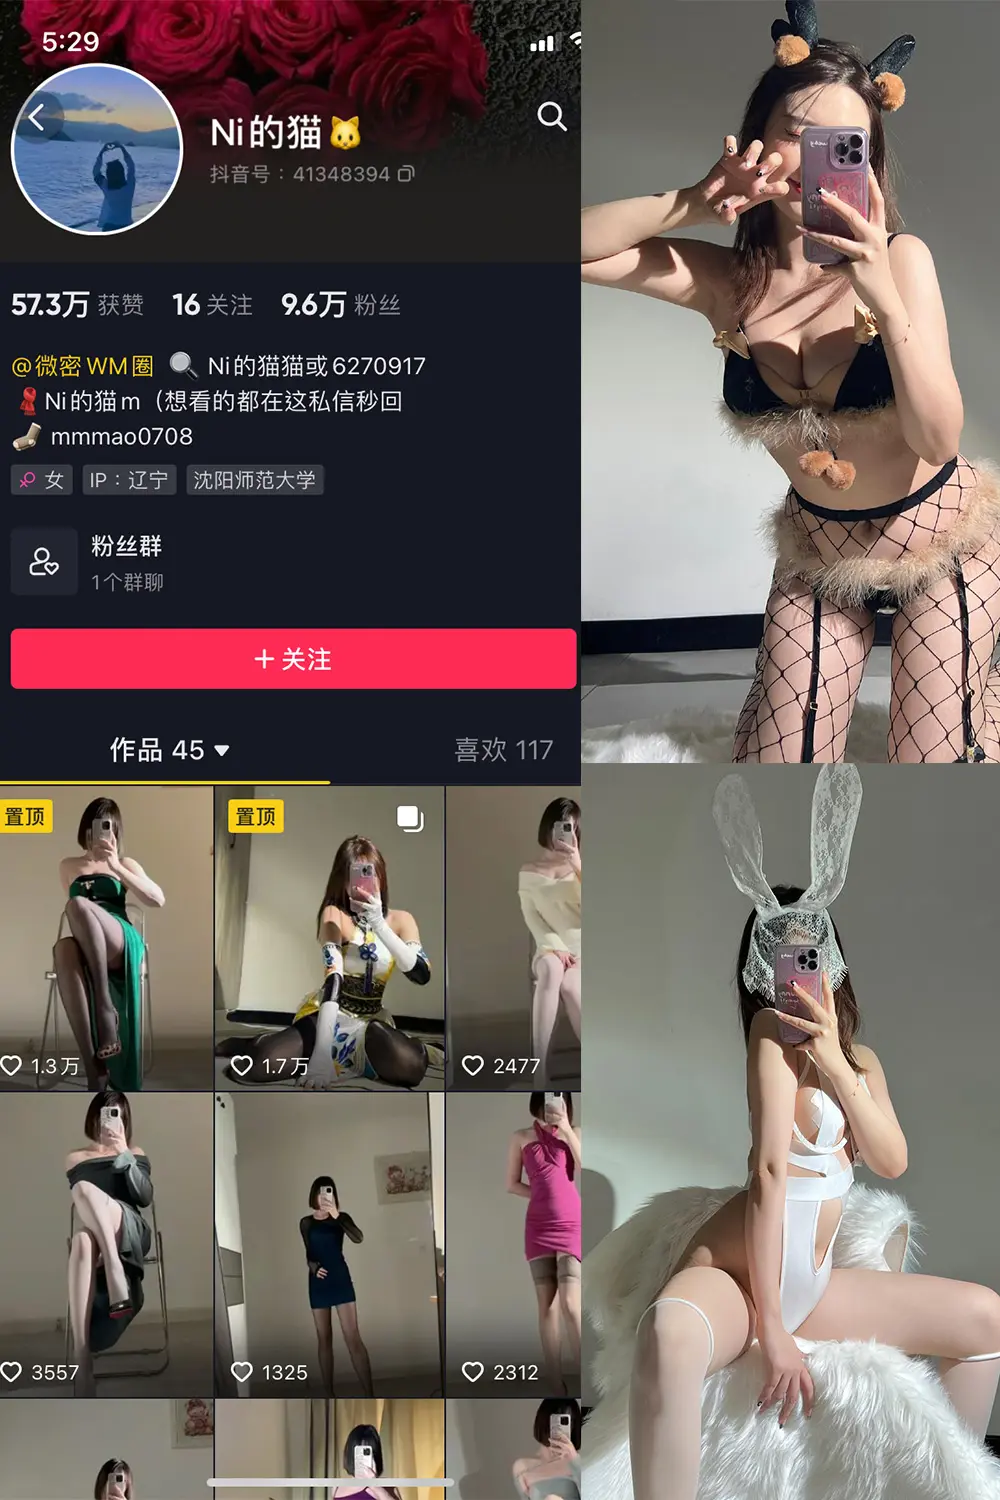 5:29
Ni的猫
抖音号：41348394
57.3万 获赞 16 关注 9.6万 粉丝
@微密WM圈 Ni的猫猫或6270917
Ni的猫m（想看的都在这私信秒回
mmmao0708
女 IP：辽宁 沈阳师范大学
粉丝群
1个群聊
+ 关注
作品 45 喜欢 117
置顶 置顶
1.3万 1.7万 2477
3557 1325 2312